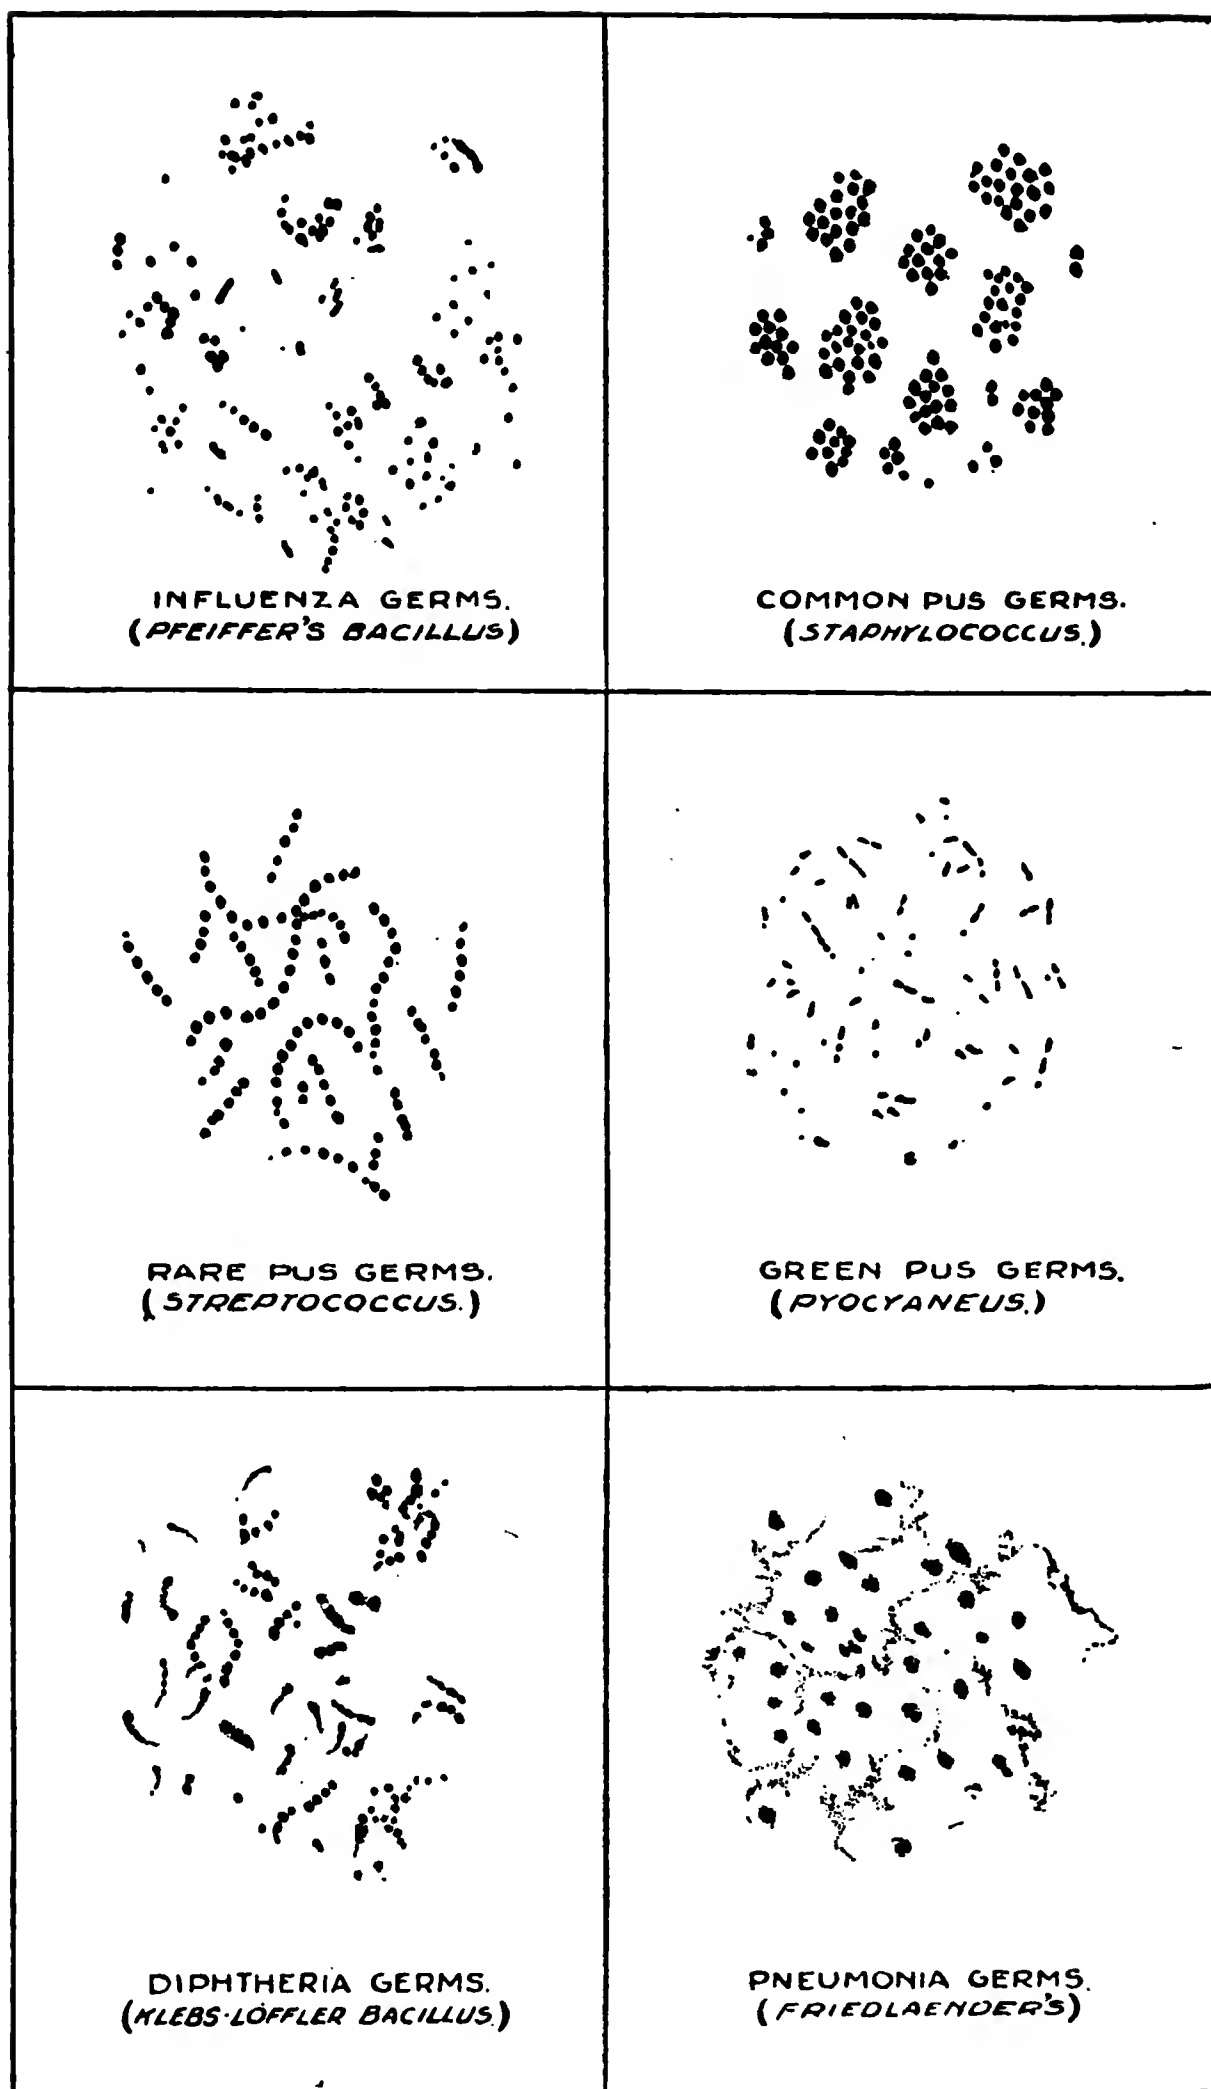 INFLUENZA GERMS.
(PFEIFFER'S BACILLUS)
COMMON PUS GERMS.
(STAPHYLOCOCCUS.)
RARE PUS GERMS.
(STREPTOCOCCUS.)
GREEN PUS GERMS.
(PYOCYANEUS.)
DIPHTHERIA GERMS.
(KLEBS-LÖFFLER BACILLUS.)
PNEUMONIA GERMS.
(FRIEDLAENDER'S)